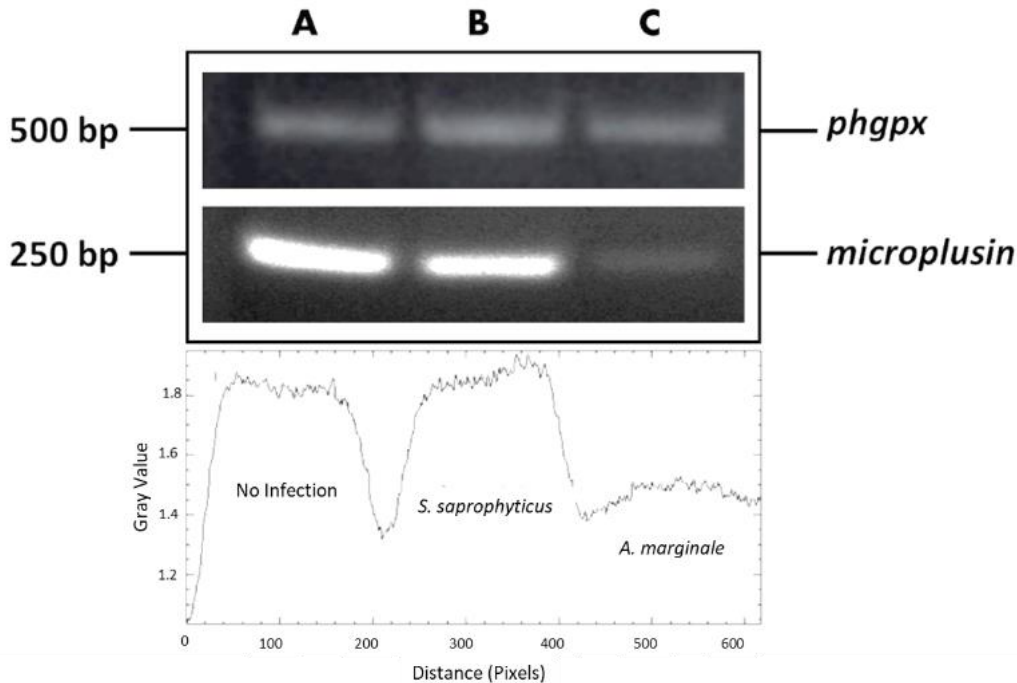 A B C
500 bp phgpx
250 bp microplusin
1.8
1.6
1.4
1.2
Gray Value
No Infection
S. saprophyticus
A. marginale
0 100 200 300 400 500 600
Distance (Pixels)